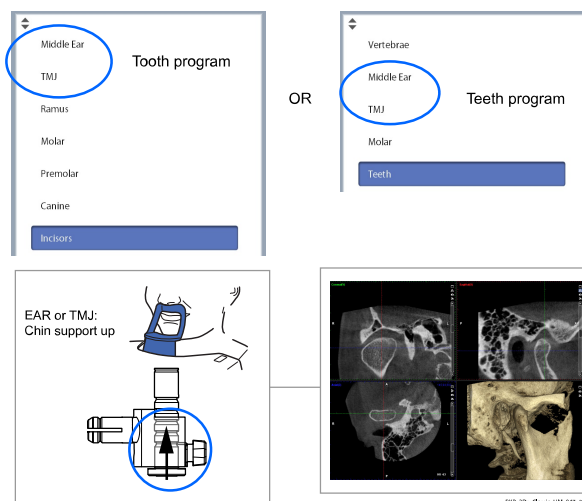 Middle Ear
TMJ
Ramus
Molar
Premolar
Canine
Incisors
Tooth program
OR
Vertebrae
Middle Ear
TMJ
Molar
Teeth
Teeth program
EAR or TMJ:
Chin support up